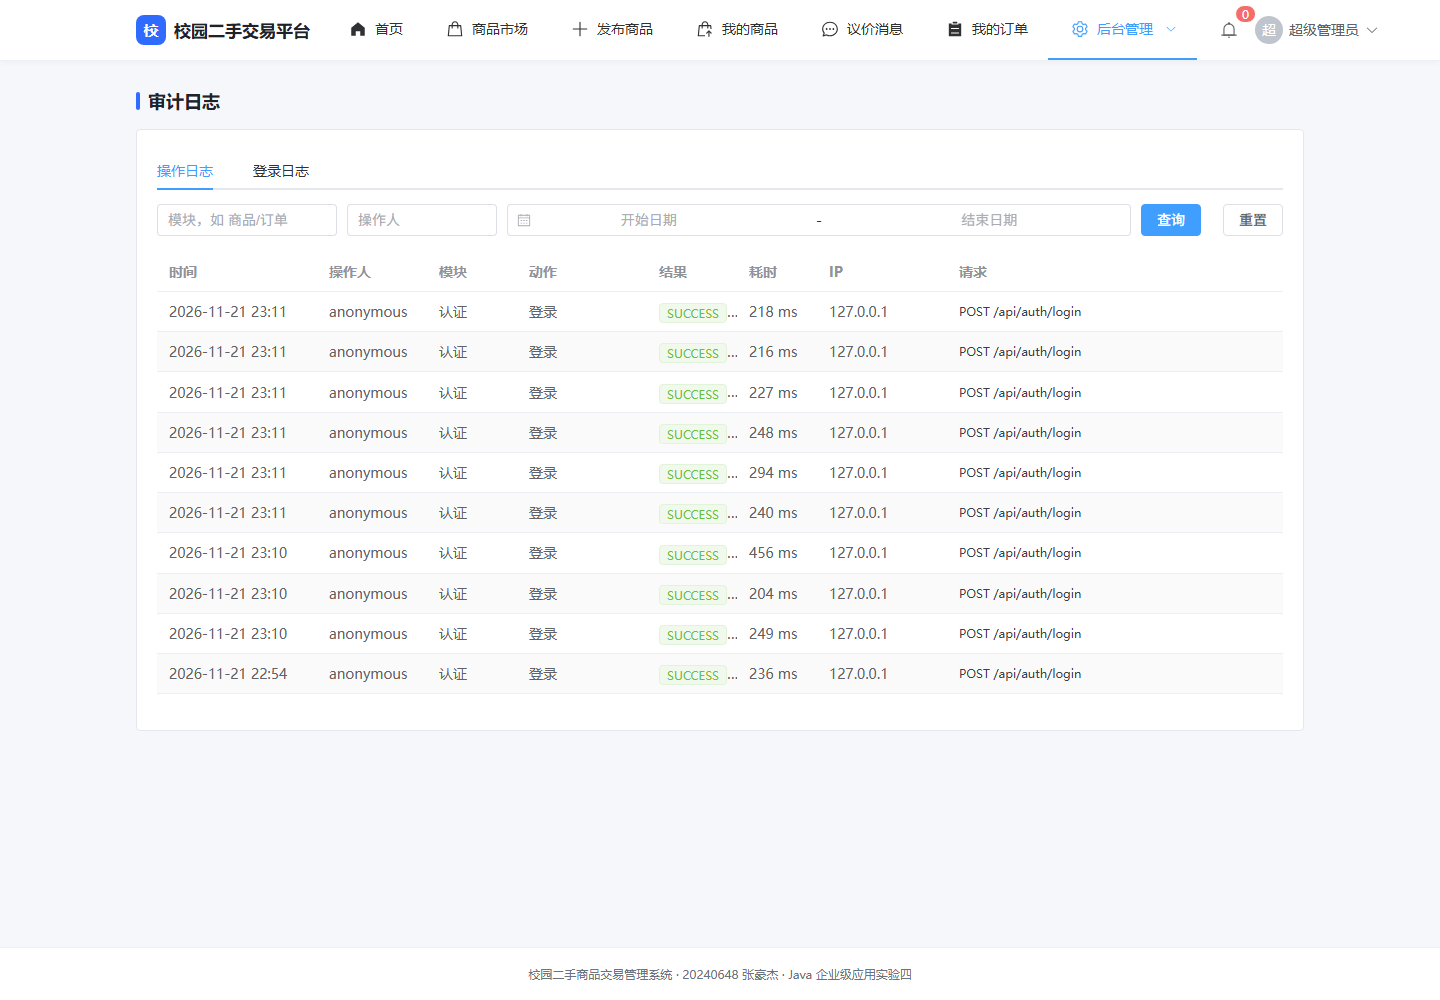 校 校园二手交易平台 首页 商品市场 发布商品 我的商品 议价消息 我的订单 后台管理 0 超 超级管理员
审计日志
操作日志 登录日志
模块，如 商品/订单 操作人 开始日期 - 结束日期 查询 重置
时间 操作人 模块 动作 结果 耗时 IP 请求
2026-11-21 23:11 anonymous 认证 登录 SUCCESS... 218 ms 127.0.0.1 POST /api/auth/login
2026-11-21 23:11 anonymous 认证 登录 SUCCESS... 216 ms 127.0.0.1 POST /api/auth/login
2026-11-21 23:11 anonymous 认证 登录 SUCCESS... 227 ms 127.0.0.1 POST /api/auth/login
2026-11-21 23:11 anonymous 认证 登录 SUCCESS... 248 ms 127.0.0.1 POST /api/auth/login
2026-11-21 23:11 anonymous 认证 登录 SUCCESS... 294 ms 127.0.0.1 POST /api/auth/login
2026-11-21 23:11 anonymous 认证 登录 SUCCESS... 240 ms 127.0.0.1 POST /api/auth/login
2026-11-21 23:10 anonymous 认证 登录 SUCCESS... 456 ms 127.0.0.1 POST /api/auth/login
2026-11-21 23:10 anonymous 认证 登录 SUCCESS... 204 ms 127.0.0.1 POST /api/auth/login
2026-11-21 23:10 anonymous 认证 登录 SUCCESS... 249 ms 127.0.0.1 POST /api/auth/login
2026-11-21 22:54 anonymous 认证 登录 SUCCESS... 236 ms 127.0.0.1 POST /api/auth/login
校园二手商品交易管理系统 · 20240648 张豪杰 · Java 企业级应用实验四